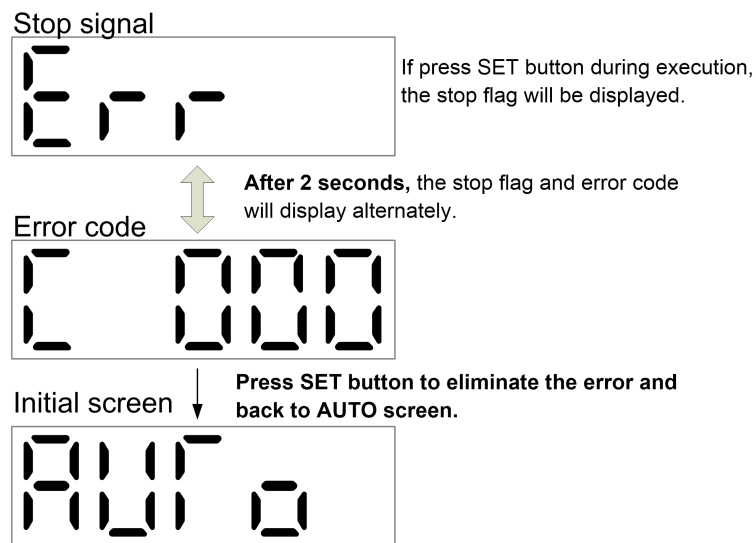 Stop signal
Err
If press SET button during execution,
the stop flag will be displayed.
After 2 seconds, the stop flag and error code
will display alternately.
Error code
C 000
Press SET button to eliminate the error and
back to AUTO screen.
Initial screen
AUTo